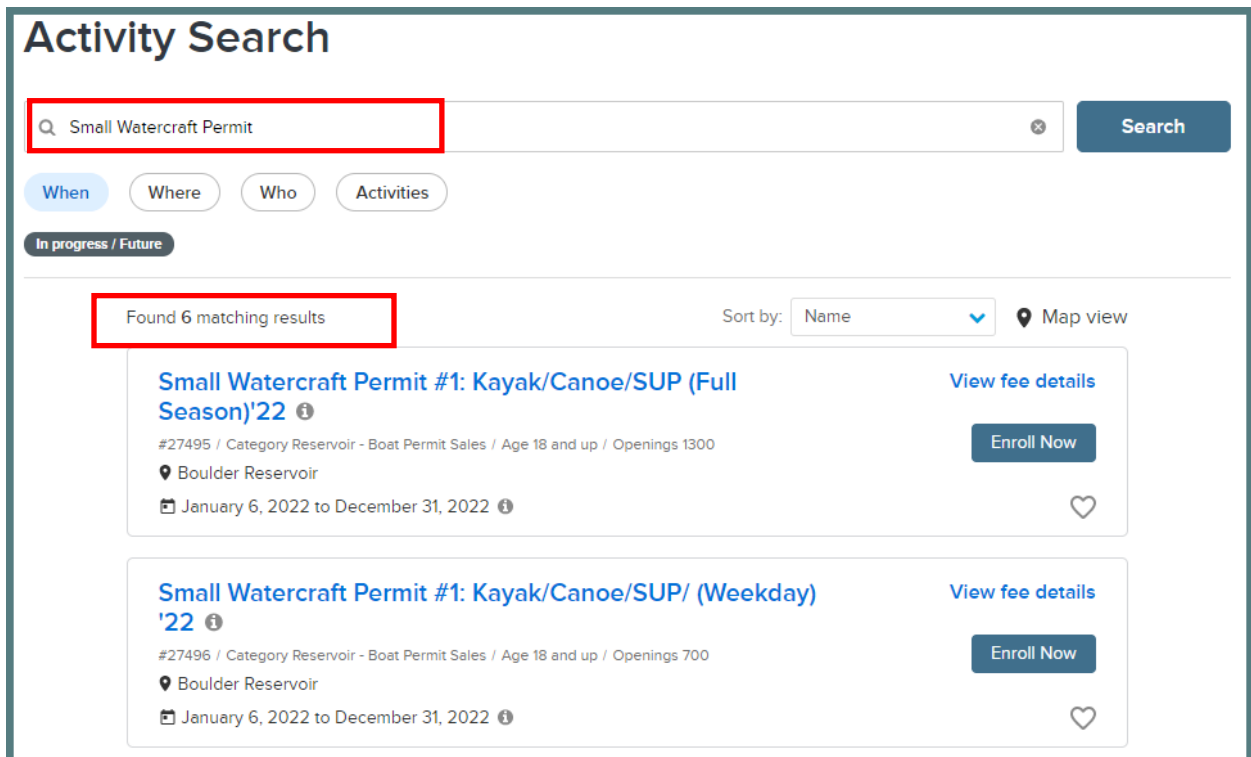 Activity Search
Small Watercraft Permit
Search
When
Where
Who
Activities
In progress / Future
Found 6 matching results
Sort by:
Name
Map view
Small Watercraft Permit #1: Kayak/Canoe/SUP (Full
Season)'22
View fee details
#27495 / Category Reservoir - Boat Permit Sales / Age 18 and up / Openings 1300
Enroll Now
Boulder Reservoir
January 6, 2022 to December 31, 2022
Small Watercraft Permit #1: Kayak/Canoe/SUP/ (Weekday)
'22
View fee details
#27496 / Category Reservoir - Boat Permit Sales / Age 18 and up / Openings 700
Enroll Now
Boulder Reservoir
January 6, 2022 to December 31, 2022